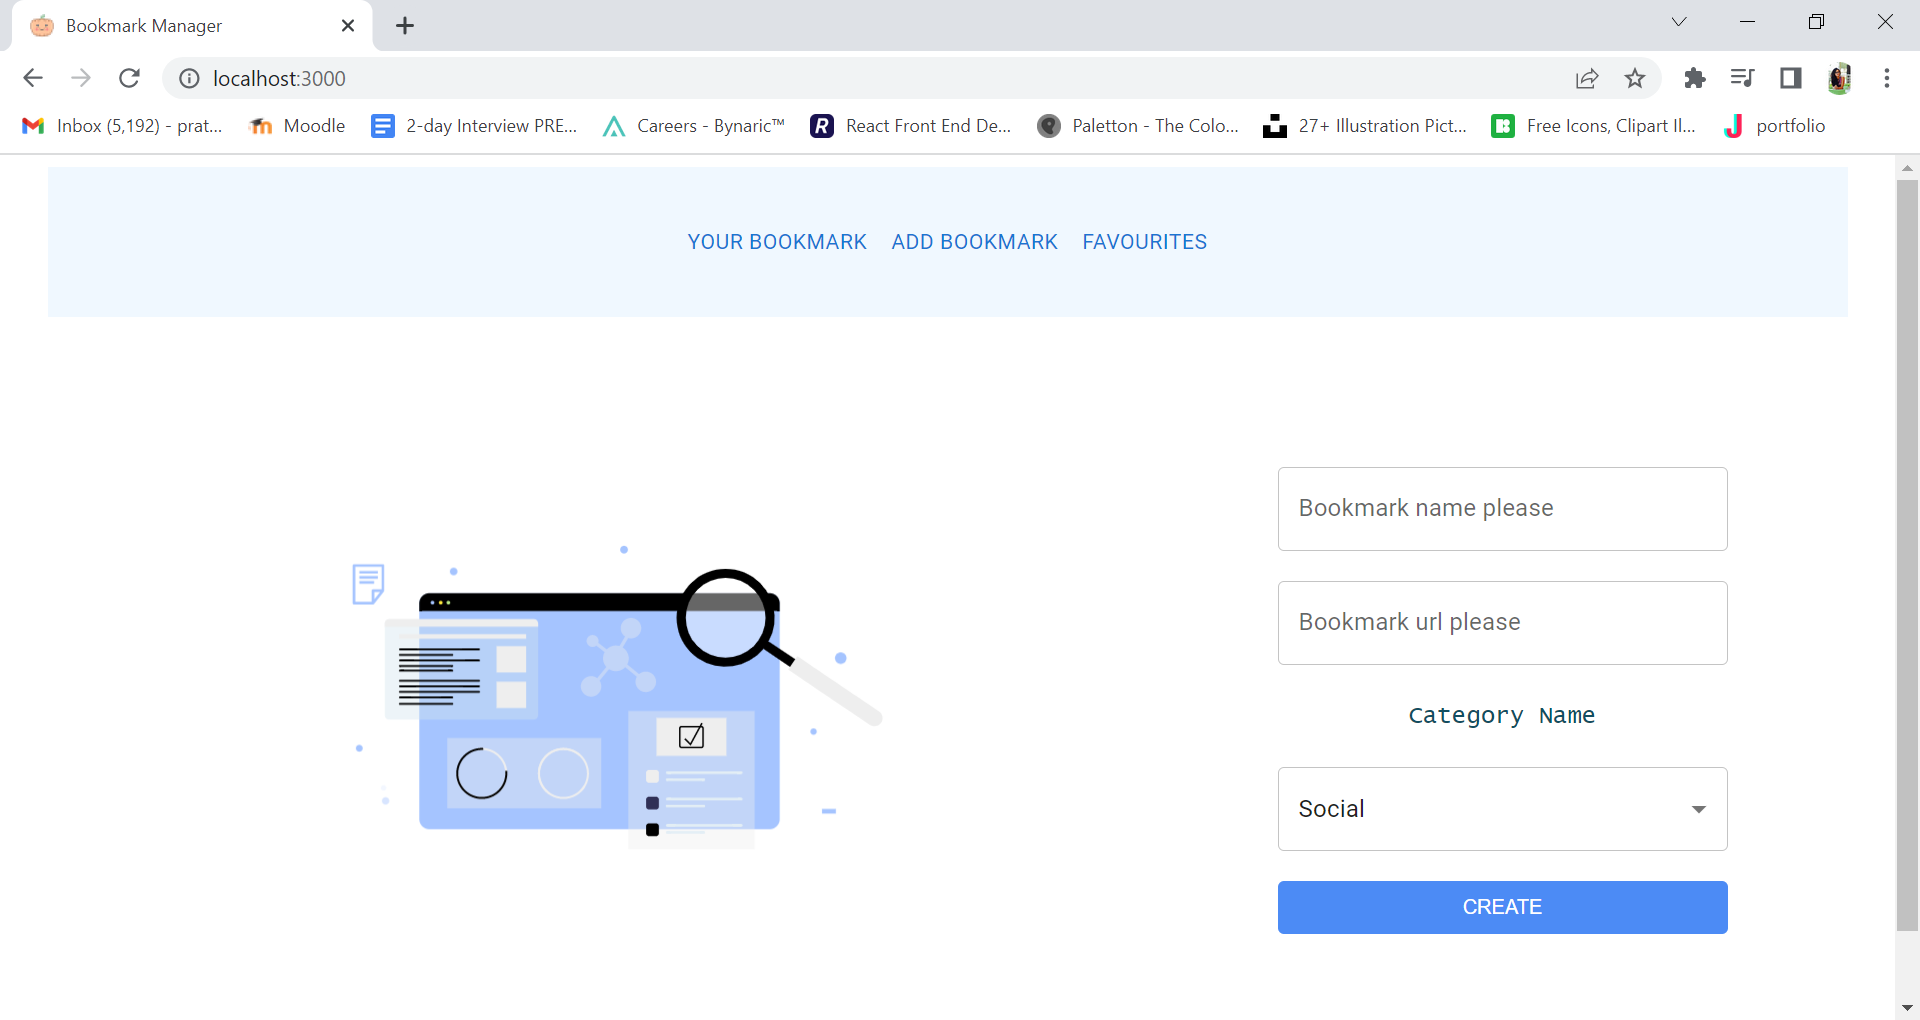 Bookmark Manager
localhost:3000
Inbox (5,192) - prat... Moodle 2-day Interview PRE... Careers - Bynaric™ React Front End De... Paletton - The Colo... 27+ Illustration Pict... Free Icons, Clipart Il... portfolio
YOUR BOOKMARK ADD BOOKMARK FAVOURITES
Bookmark name please
Bookmark url please
Category Name
Social
CREATE